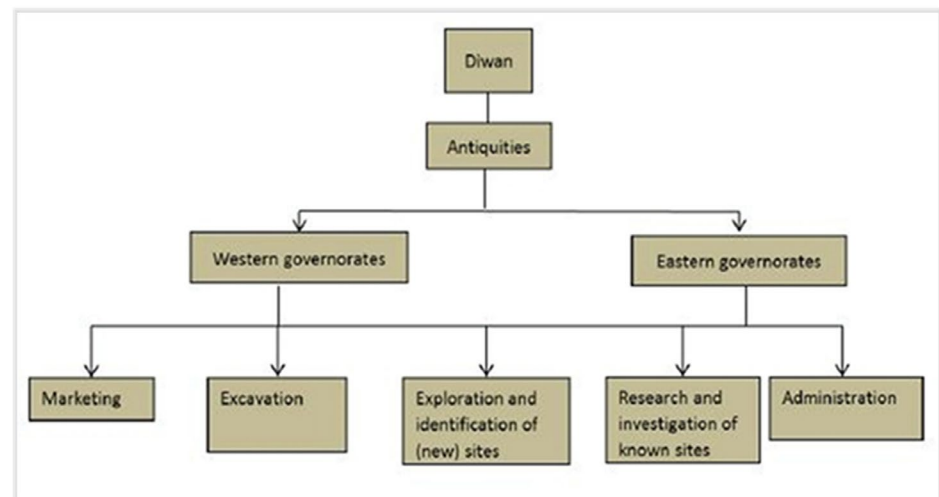 Diwan
Antiquities
Western governorates
Eastern governorates
Marketing
Excavation
Exploration and
identification of
(new) sites
Research and
investigation of
known sites
Administration